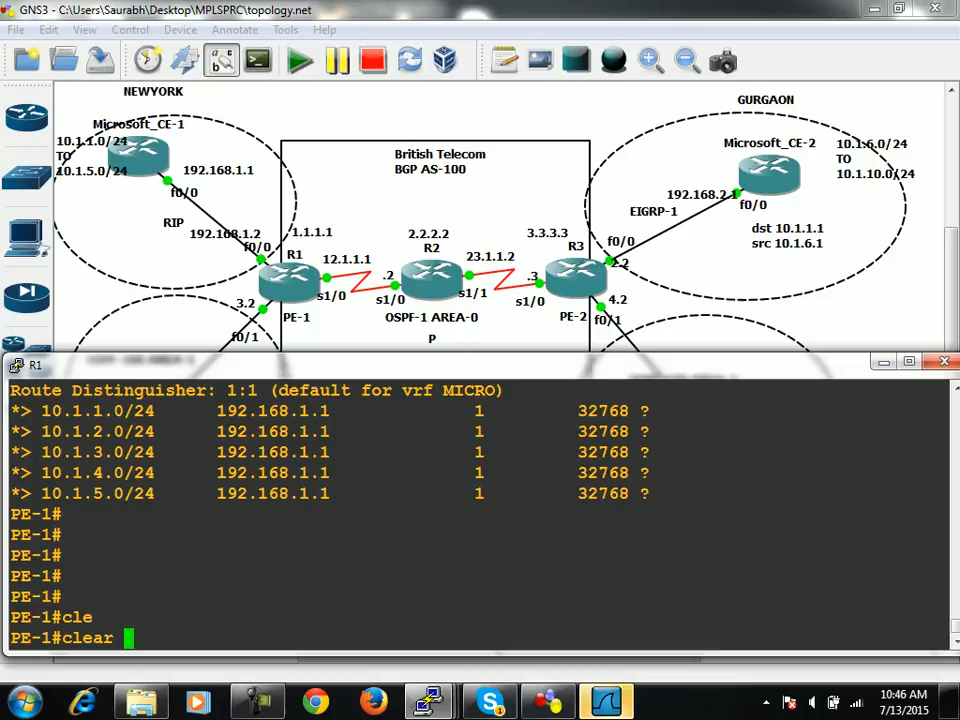 GNS3 - C:\Users\Saurabh\Desktop\MPLSPRC\topology.net
File Edit View Control Device Annotate Tools Help
NEWYORK
GURGAON
Microsoft_CE-1
10.1.1.0/24
TO
10.1.5.0/24
192.168.1.1
f0/0
RIP
192.168.1.2
f0/0
British Telecom
BGP AS-100
Microsoft_CE-2
10.1.6.0/24
TO
10.1.10.0/24
192.168.2.1
f0/0
EIGRP-1
dst 10.1.1.1
src 10.1.6.1
1.1.1.1
R1
12.1.1.1
s1/0
PE-1
3.2
f0/1
2.2.2.2
R2
.2
s1/0
23.1.1.2
s1/1
OSPF-1 AREA-0
P
3.3.3.3
R3
.3
s1/0
f0/0
2.2
4.2
PE-2
f0/1
R1
Route Distinguisher: 1:1 (default for vrf MICRO)
*> 10.1.1.0/24 192.168.1.1 1 32768 ?
*> 10.1.2.0/24 192.168.1.1 1 32768 ?
*> 10.1.3.0/24 192.168.1.1 1 32768 ?
*> 10.1.4.0/24 192.168.1.1 1 32768 ?
*> 10.1.5.0/24 192.168.1.1 1 32768 ?
PE-1#
PE-1#
PE-1#
PE-1#
PE-1#
PE-1#cle
PE-1#clear
10:46 AM
7/13/2015